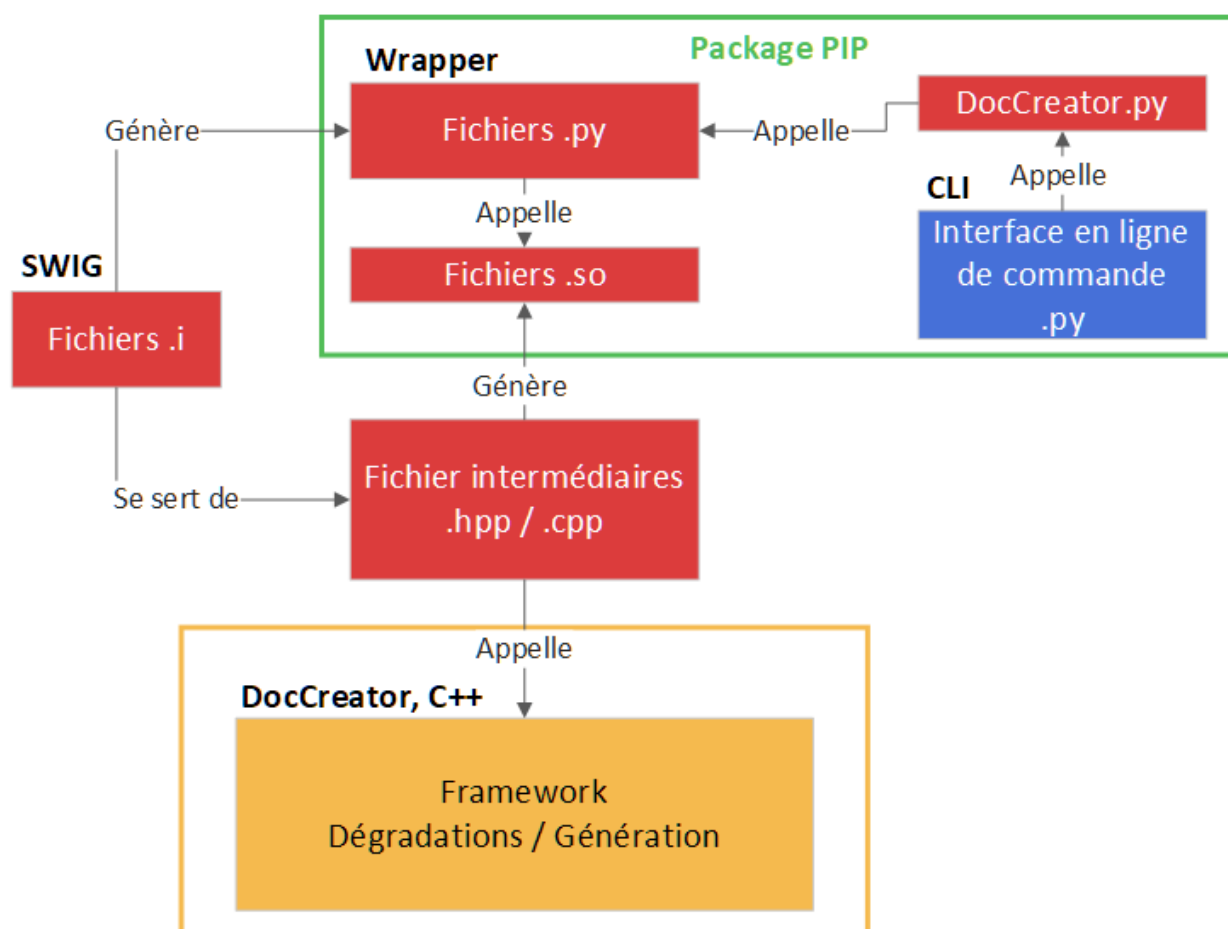 Package PIP
Wrapper
Fichiers .py
DocCreator.py
Génère
Appelle
Appelle
CLI
Appelle
Interface en ligne
de commande
.py
SWIG
Fichiers .so
Fichiers .i
Génère
Fichier intermédiaires
.hpp / .cpp
Se sert de
Appelle
DocCreator, C++
Framework
Dégradations / Génération